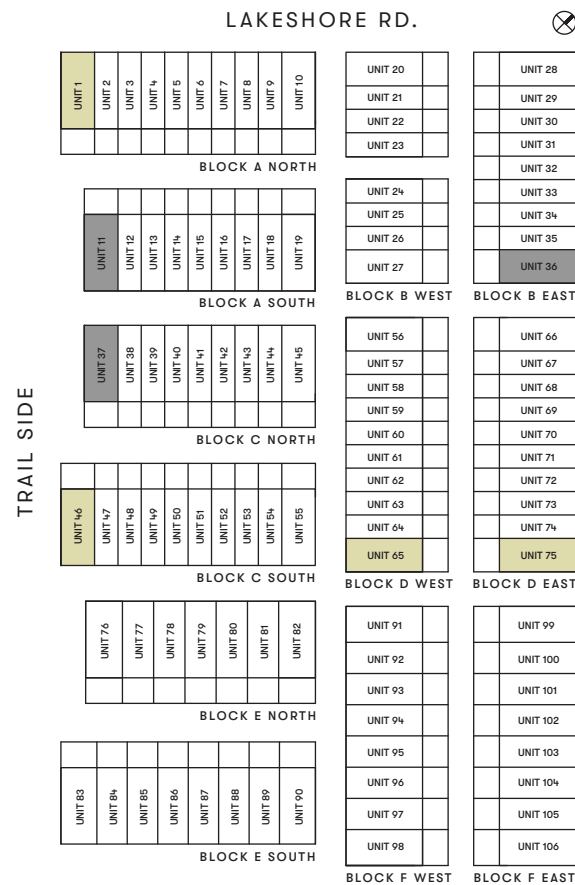 LAKESHORE RD.
TRAIL SIDE
UNIT 1
UNIT 2
UNIT 3
UNIT 4
UNIT 5
UNIT 6
UNIT 7
UNIT 8
UNIT 9
UNIT 10
BLOCK A NORTH
UNIT 11
UNIT 12
UNIT 13
UNIT 14
UNIT 15
UNIT 16
UNIT 17
UNIT 18
UNIT 19
BLOCK A SOUTH
UNIT 20
UNIT 21
UNIT 22
UNIT 23
UNIT 24
UNIT 25
UNIT 26
UNIT 27
BLOCK B WEST
UNIT 28
UNIT 29
UNIT 30
UNIT 31
UNIT 32
UNIT 33
UNIT 34
UNIT 35
UNIT 36
BLOCK B EAST
UNIT 37
UNIT 38
UNIT 39
UNIT 40
UNIT 41
UNIT 42
UNIT 43
UNIT 44
UNIT 45
BLOCK C NORTH
UNIT 46
UNIT 47
UNIT 48
UNIT 49
UNIT 50
UNIT 51
UNIT 52
UNIT 53
UNIT 54
UNIT 55
BLOCK C SOUTH
UNIT 56
UNIT 57
UNIT 58
UNIT 59
UNIT 60
UNIT 61
UNIT 62
UNIT 63
UNIT 64
UNIT 65
BLOCK D WEST
UNIT 66
UNIT 67
UNIT 68
UNIT 69
UNIT 70
UNIT 71
UNIT 72
UNIT 73
UNIT 74
UNIT 75
BLOCK D EAST
UNIT 76
UNIT 77
UNIT 78
UNIT 79
UNIT 80
UNIT 81
UNIT 82
BLOCK E NORTH
UNIT 83
UNIT 84
UNIT 85
UNIT 86
UNIT 87
UNIT 88
UNIT 89
UNIT 90
BLOCK E SOUTH
UNIT 91
UNIT 92
UNIT 93
UNIT 94
UNIT 95
UNIT 96
UNIT 97
UNIT 98
BLOCK F WEST
UNIT 99
UNIT 100
UNIT 101
UNIT 102
UNIT 103
UNIT 104
UNIT 105
UNIT 106
BLOCK F EAST